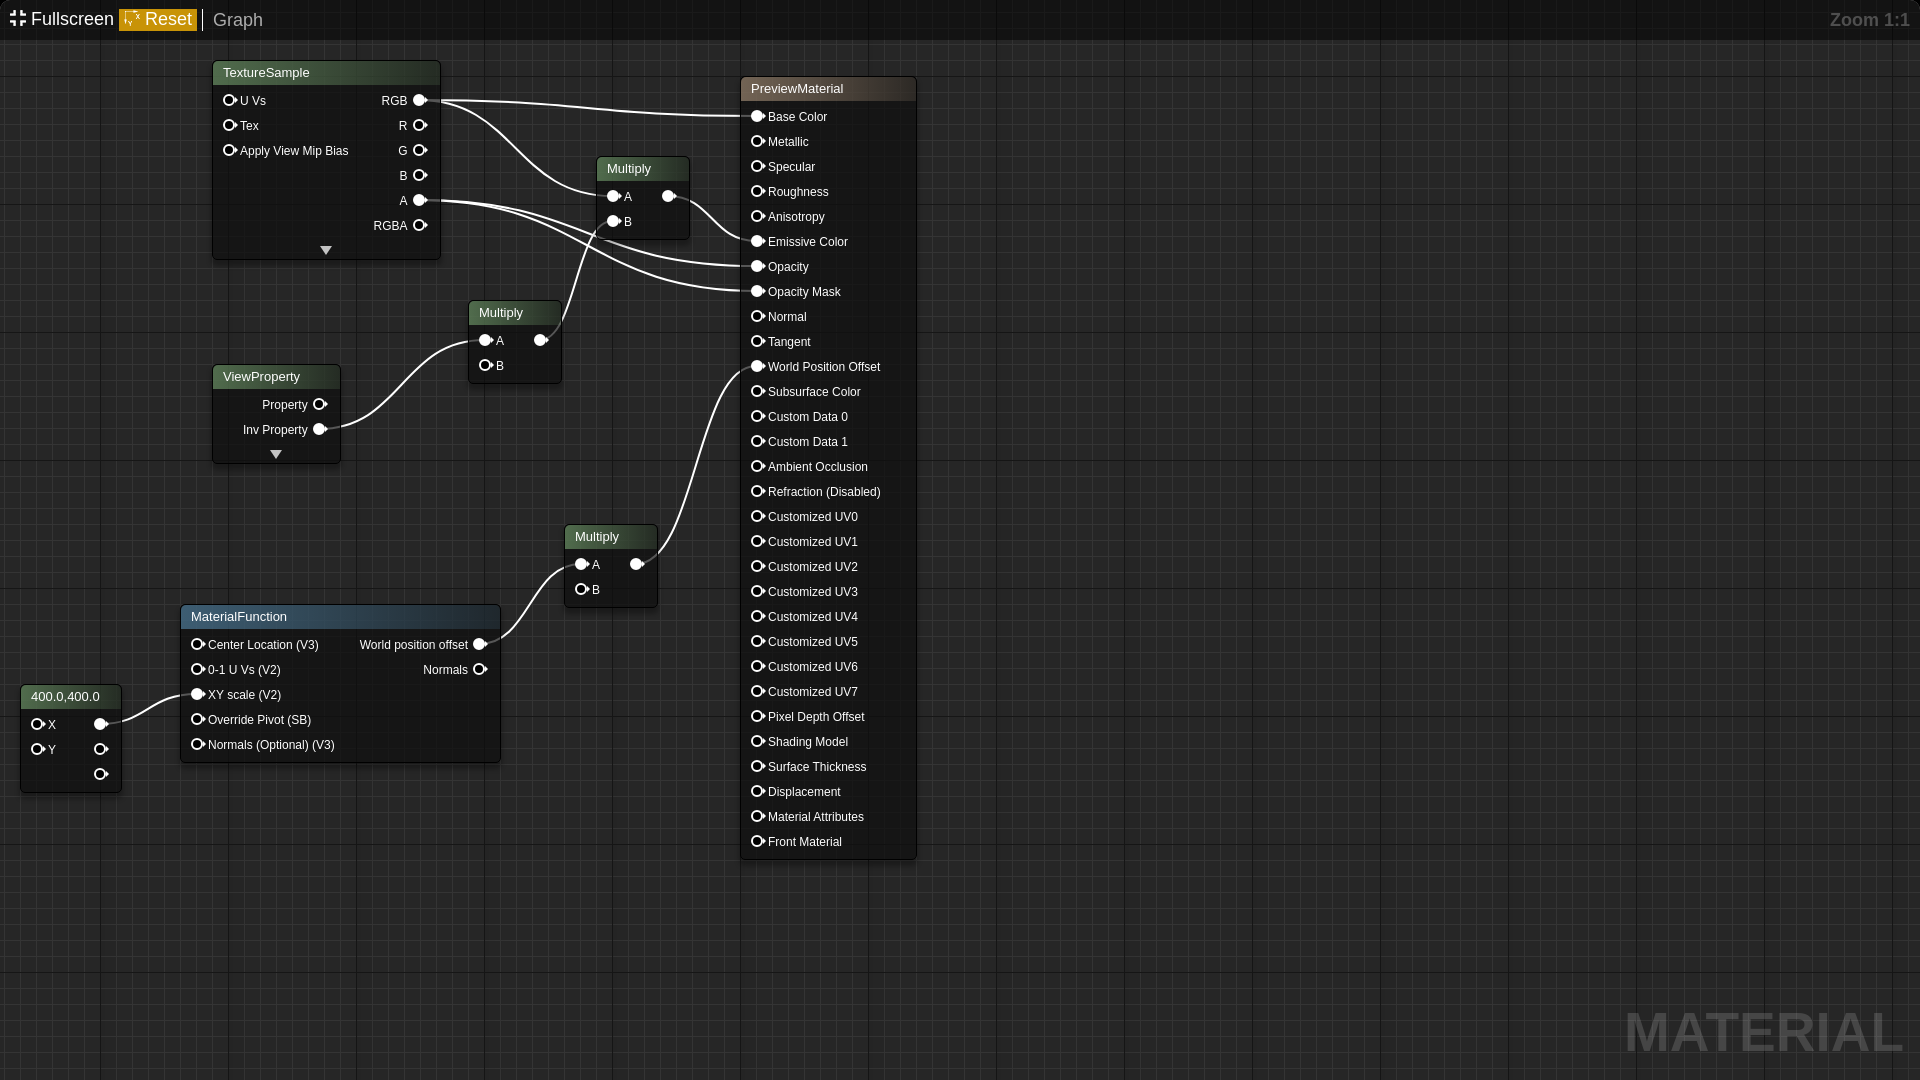 Fullscreen Reset Graph
Zoom 1:1
TextureSample
U Vs RGB
Tex R
Apply View Mip Bias G
B
A
RGBA
Multiply
A
B
Multiply
A
B
ViewProperty
Property
Inv Property
Multiply
A
B
MaterialFunction
Center Location (V3) World position offset
0-1 U Vs (V2) Normals
XY scale (V2)
Override Pivot (SB)
Normals (Optional) (V3)
400.0,400.0
X
Y
PreviewMaterial
Base Color
Metallic
Specular
Roughness
Anisotropy
Emissive Color
Opacity
Opacity Mask
Normal
Tangent
World Position Offset
Subsurface Color
Custom Data 0
Custom Data 1
Ambient Occlusion
Refraction (Disabled)
Customized UV0
Customized UV1
Customized UV2
Customized UV3
Customized UV4
Customized UV5
Customized UV6
Customized UV7
Pixel Depth Offset
Shading Model
Surface Thickness
Displacement
Material Attributes
Front Material
MATERIAL